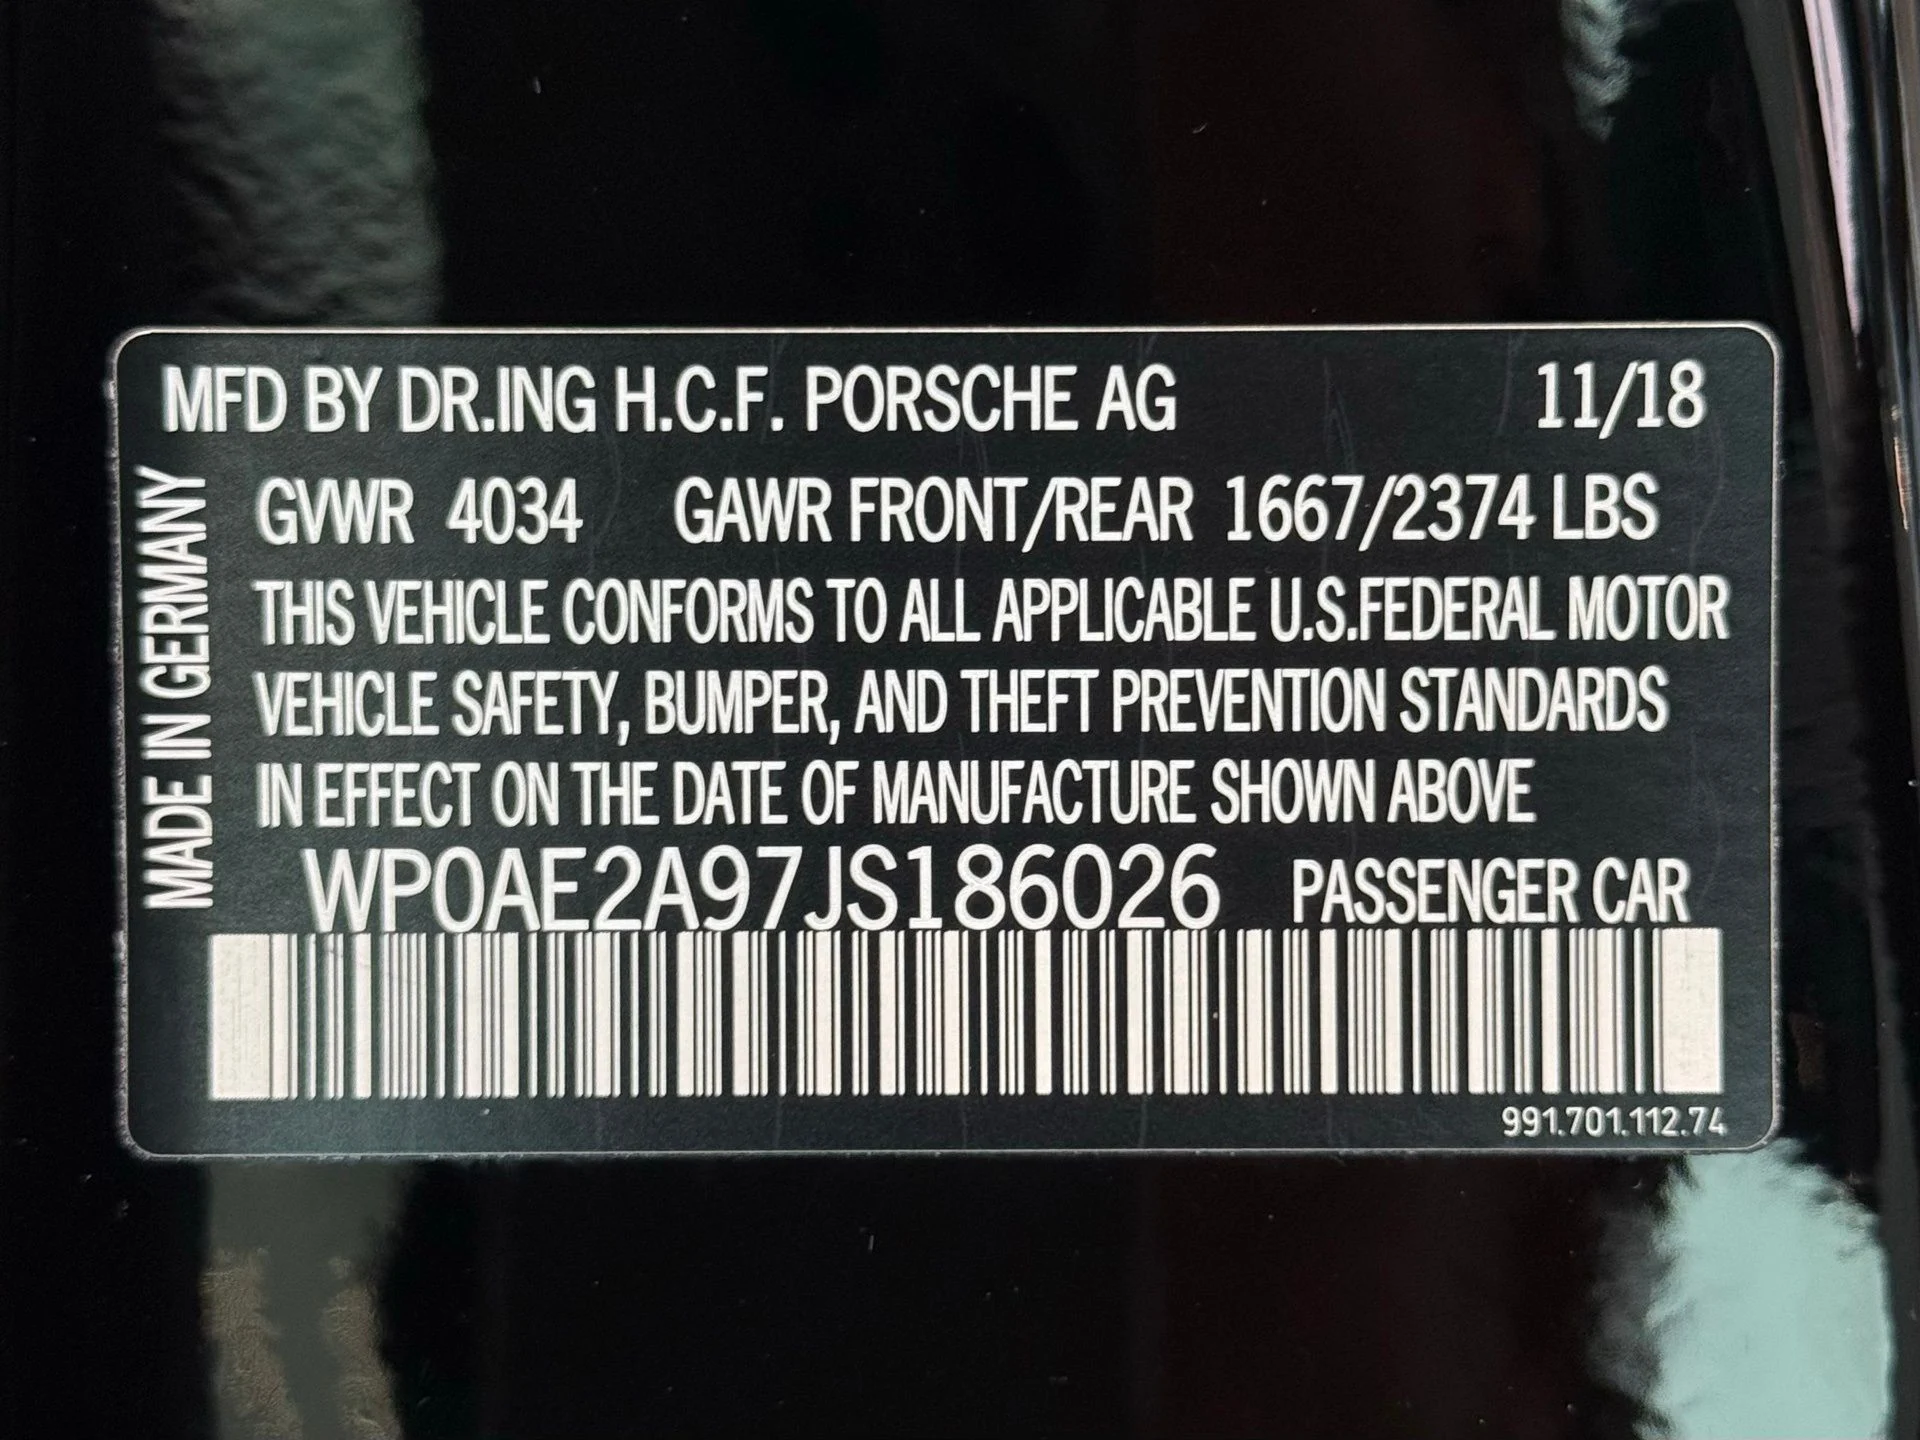 MFD BY DR.ING H.C.F. PORSCHE AG 11/18
MADE IN GERMANY
GVWR 4034 GAWR FRONT/REAR 1667/2374 LBS
THIS VEHICLE CONFORMS TO ALL APPLICABLE U.S.FEDERAL MOTOR
VEHICLE SAFETY, BUMPER, AND THEFT PREVENTION STANDARDS
IN EFFECT ON THE DATE OF MANUFACTURE SHOWN ABOVE
WP0AE2A97JS186026 PASSENGER CAR
991.701.112.74